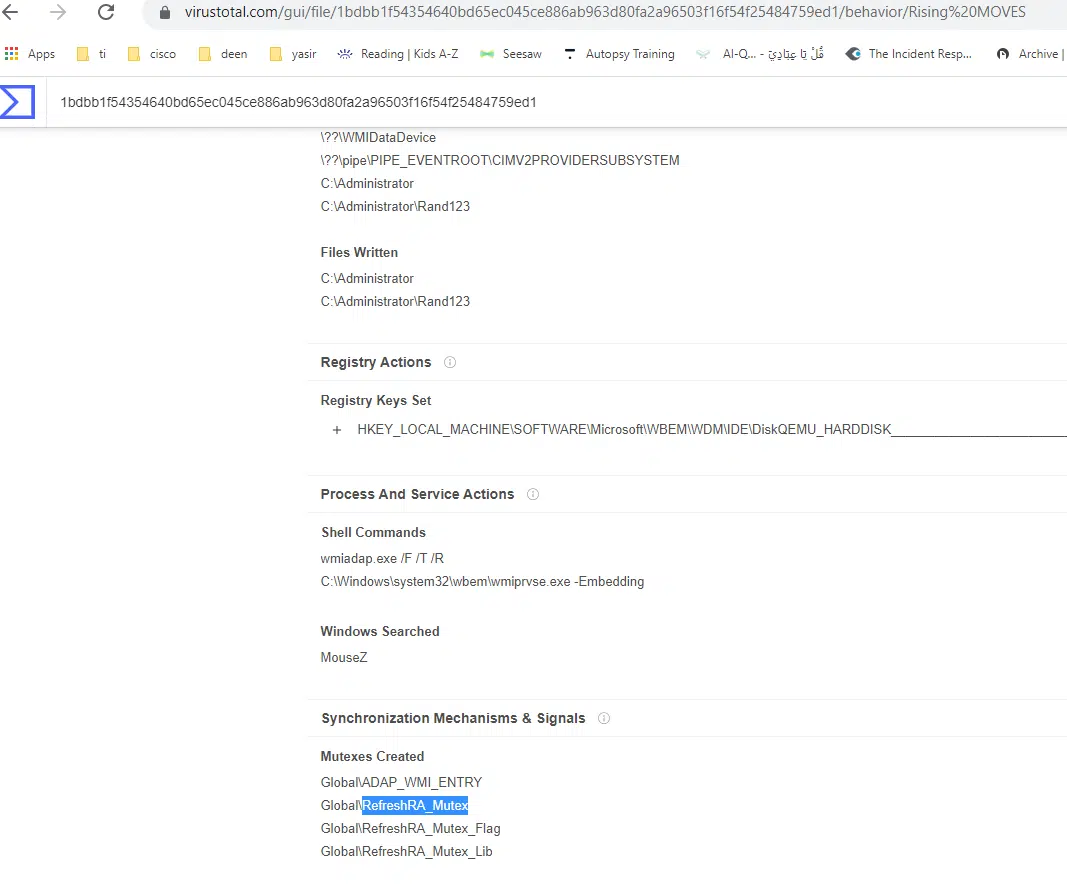 virustotal.com/gui/file/1bdbb1f54354640bd65ec045ce886ab963d80fa2a96503f16f54f25484759ed1/behavior/Rising%20MOVES
Apps ti cisco deen yasir Reading | Kids A-Z Seesaw Autopsy Training Al-Q... - قُلْ يَا عِبَادِيَ The Incident Resp... Archive |
1bdbb1f54354640bd65ec045ce886ab963d80fa2a96503f16f54f25484759ed1
\??\WMIDataDevice
\??\pipe\PIPE_EVENTROOT\CIMV2PROVIDERSUBSYSTEM
C:\Administrator
C:\Administrator\Rand123
Files Written
C:\Administrator
C:\Administrator\Rand123
Registry Actions
Registry Keys Set
+ HKEY_LOCAL_MACHINE\SOFTWARE\Microsoft\WBEM\WDM\IDE\DiskQEMU_HARDDISK___________________________
Process And Service Actions
Shell Commands
wmiadap.exe /F /T /R
C:\Windows\system32\wbem\wmiprvse.exe -Embedding
Windows Searched
MouseZ
Synchronization Mechanisms & Signals
Mutexes Created
Global\ADAP_WMI_ENTRY
Global\RefreshRA_Mutex
Global\RefreshRA_Mutex_Flag
Global\RefreshRA_Mutex_Lib